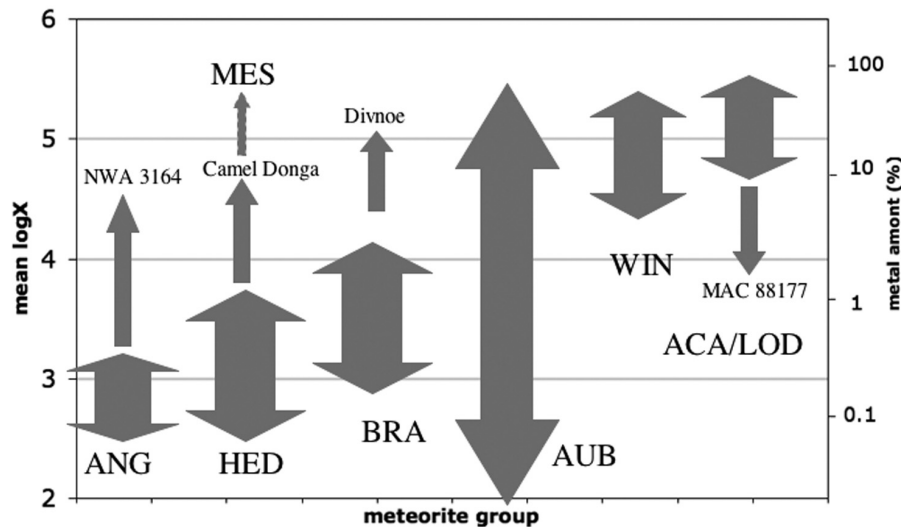 6
5
4
3
2
mean logX
MES
Divnoe
NWA 3164
Camel Donga
WIN
MAC 88177
ACA/LOD
BRA
ANG
HED
AUB
100
10
1
0.1
metal amont (%)
meteorite group